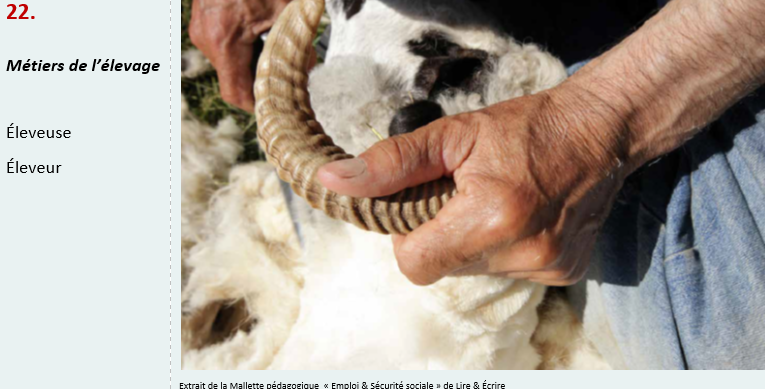 22.
Métiers de l’élevage
Éleveuse
Éleveur
Extrait de la Mallette pédagogique « Emploi & Sécurité sociale » de Lire & Écrire